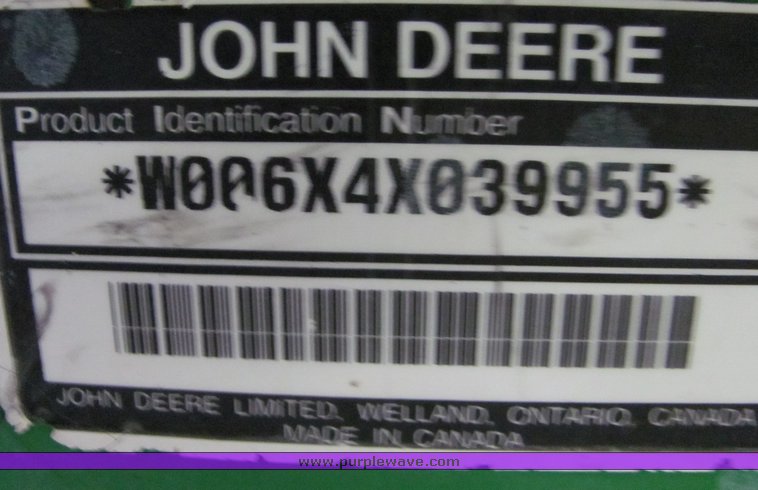 JOHN DEERE
Product Identification Number
*W006X4X039955*
JOHN DEERE LIMITED. WELLAND, ONTARIO, CANADA
MADE IN CANADA
www.purplewave.com